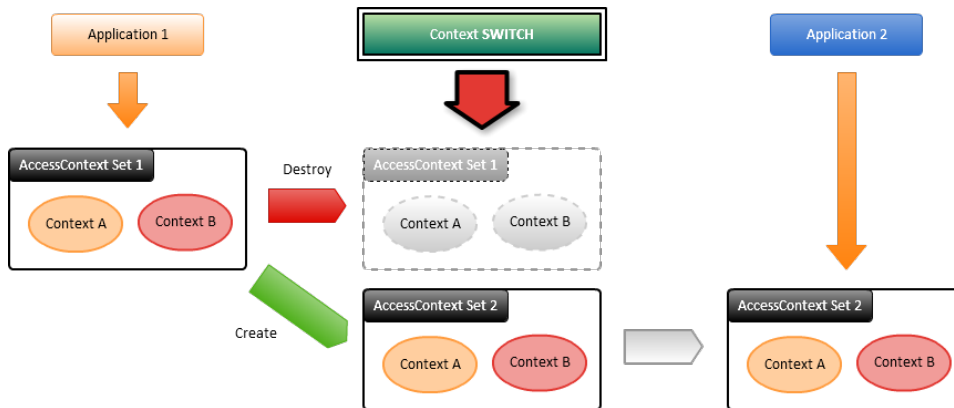 Application 1
Context SWITCH
Application 2
AccessContext Set 1
Context A
Context B
Destroy
AccessContext Set 1
Context A
Context B
Create
AccessContext Set 2
Context A
Context B
AccessContext Set 2
Context A
Context B